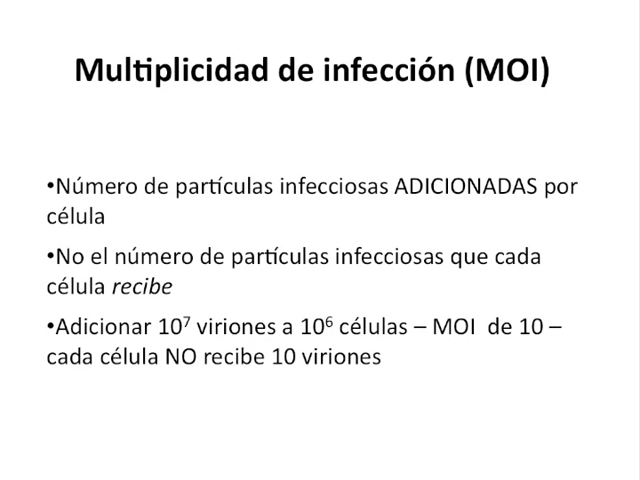 Multiplicidad de infección (MOI)
•Número de partículas infecciosas ADICIONADAS por
célula
•No el número de partículas infecciosas que cada
célula recibe
•Adicionar 10⁷ viriones a 10⁶ células – MOI  de 10 –
cada célula NO recibe 10 viriones